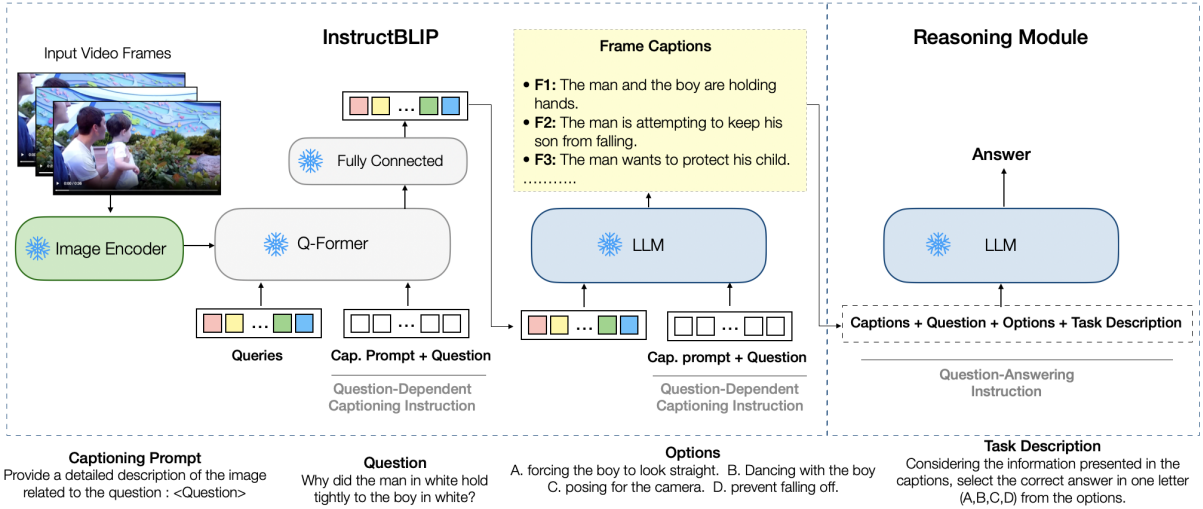 InstructBLIP
Reasoning Module
Input Video Frames
Image Encoder
Q-Former
Fully Connected
...
Queries
...
Cap. Prompt + Question
Question-Dependent
Captioning Instruction
...
Frame Captions
• F1: The man and the boy are holding
hands.
• F2: The man is attempting to keep his
son from falling.
• F3: The man wants to protect his child.
...........
LLM
...
...
Cap. prompt + Question
Question-Dependent
Captioning Instruction
Answer
LLM
Captions + Question + Options + Task Description
Question-Answering
Instruction
Captioning Prompt
Provide a detailed description of the image
related to the question : <Question>
Question
Why did the man in white hold
tightly to the boy in white?
Options
A. forcing the boy to look straight. B. Dancing with the boy
C. posing for the camera. D. prevent falling off.
Task Description
Considering the information presented in the
captions, select the correct answer in one letter
(A,B,C,D) from the options.